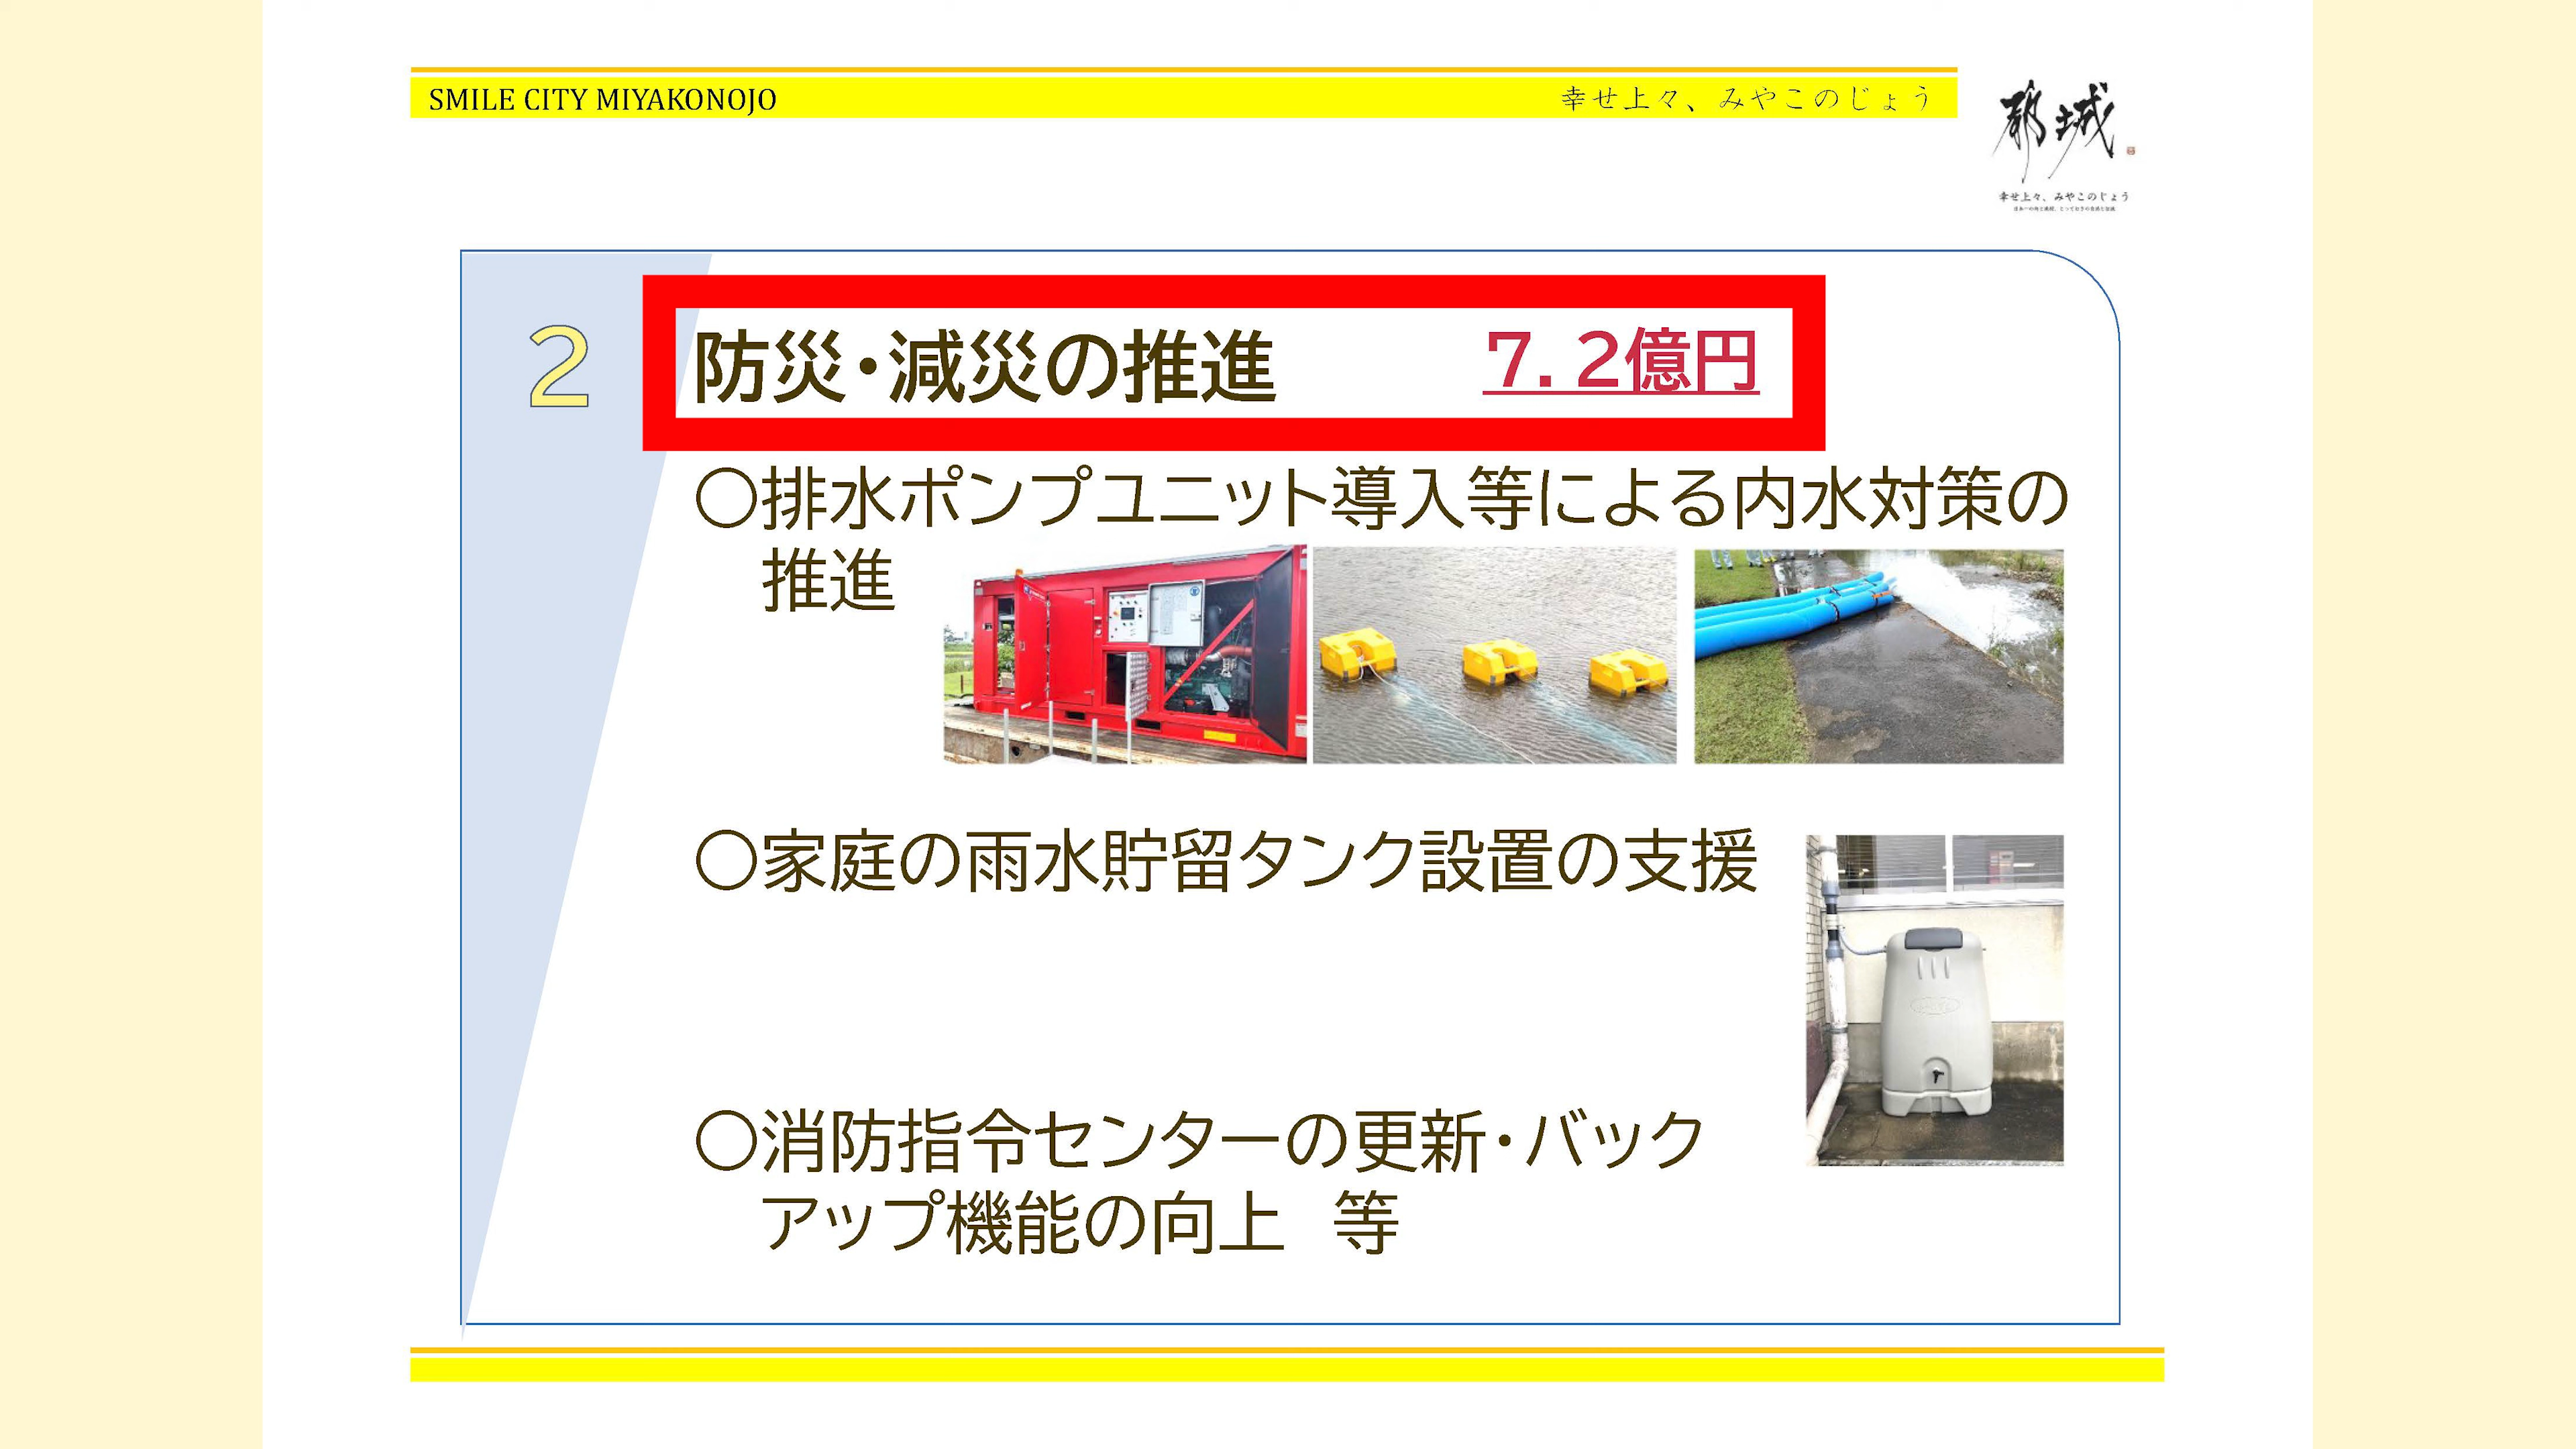 SMILE CITY MIYAKONOJO
幸せ上々、みやこのじょう
都城
幸せ上々、みやこのじょう
2
防災・減災の推進 7.2億円
○排水ポンプユニット導入等による内水対策の
推進
○家庭の雨水貯留タンク設置の支援
○消防指令センターの更新・バック
アップ機能の向上 等